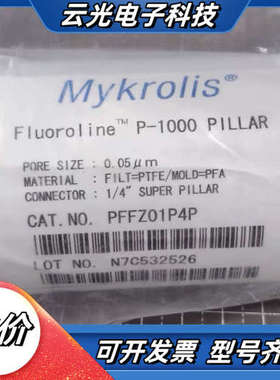 云光电子科技
Mykrolis®
Fluoroline™ P-1000 PILLAR
PORE SIZE : 0.05μm
MATERIAL : FILT=PTFE/MOLD=PFA
CONNECTOR : 1/4" SUPER PILLAR
CAT.NO. PFFZ01P4P
LOT NO. N7C532526
价
可开发票 型号齐